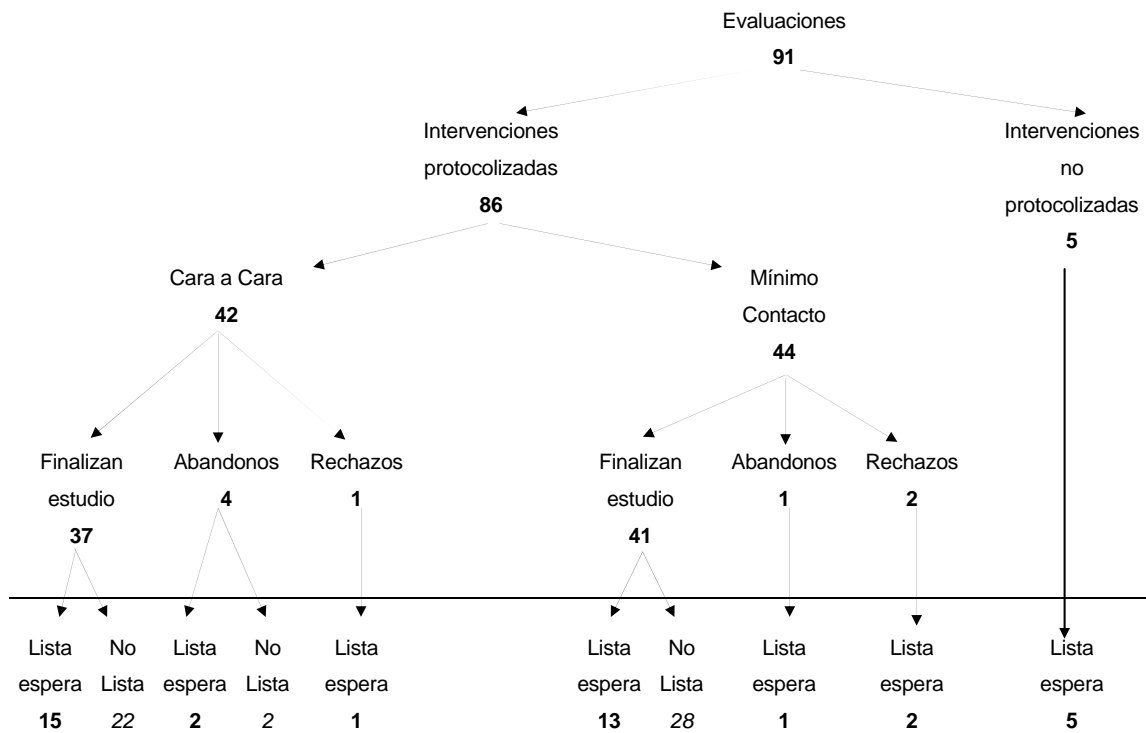 Evaluaciones
91
Intervenciones
protocolizadas
86
Intervenciones
no
protocolizadas
5
Cara a Cara
42
Mínimo
Contacto
44
Finalizan
estudio
37
Abandonos
4
Rechazos
1
Finalizan
estudio
41
Abandonos
1
Rechazos
2
Lista
espera
15
No
Lista
22
Lista
espera
2
No
Lista
2
Lista
espera
1
Lista
espera
13
No
Lista
28
Lista
espera
1
Lista
espera
2
Lista
espera
5